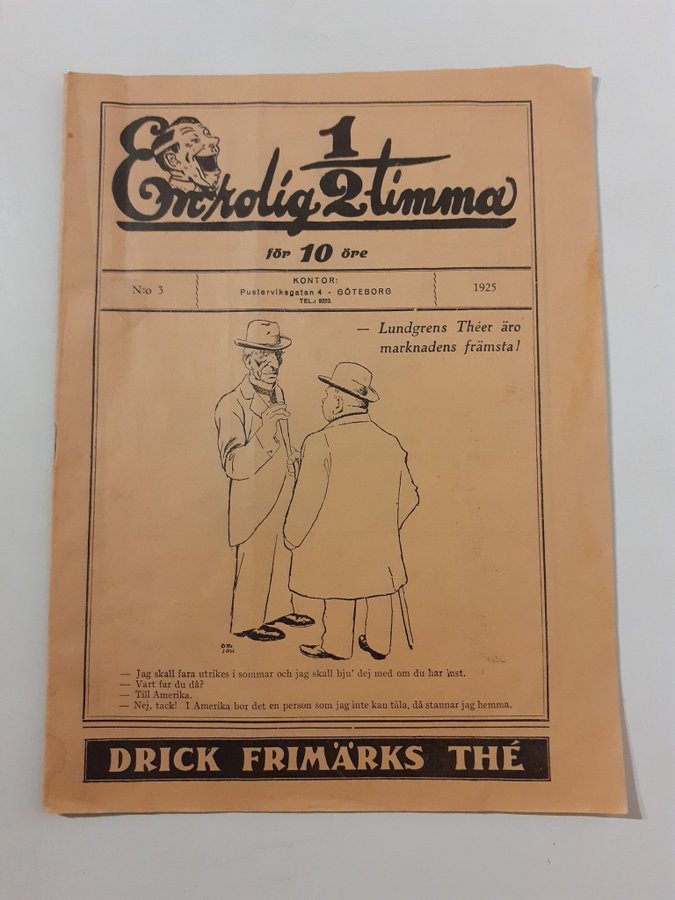 En rolig 1/2 timma
för 10 öre
N:o 3
KONTOR:
Pusterviksgatan 4 - GÖTEBORG
TEL.: 9252.
1925
— Lundgrens Théer äro
marknadens främsta!
— Jag skall fara utrikes i sommar och jag skall bju' dej med om du har lust.
— Vart far du då?
— Till Amerika.
— Nej, tack! I Amerika bor det en person som jag inte kan tåla, då stannar jag hemma.
DRICK FRIMÄRKS THÉ